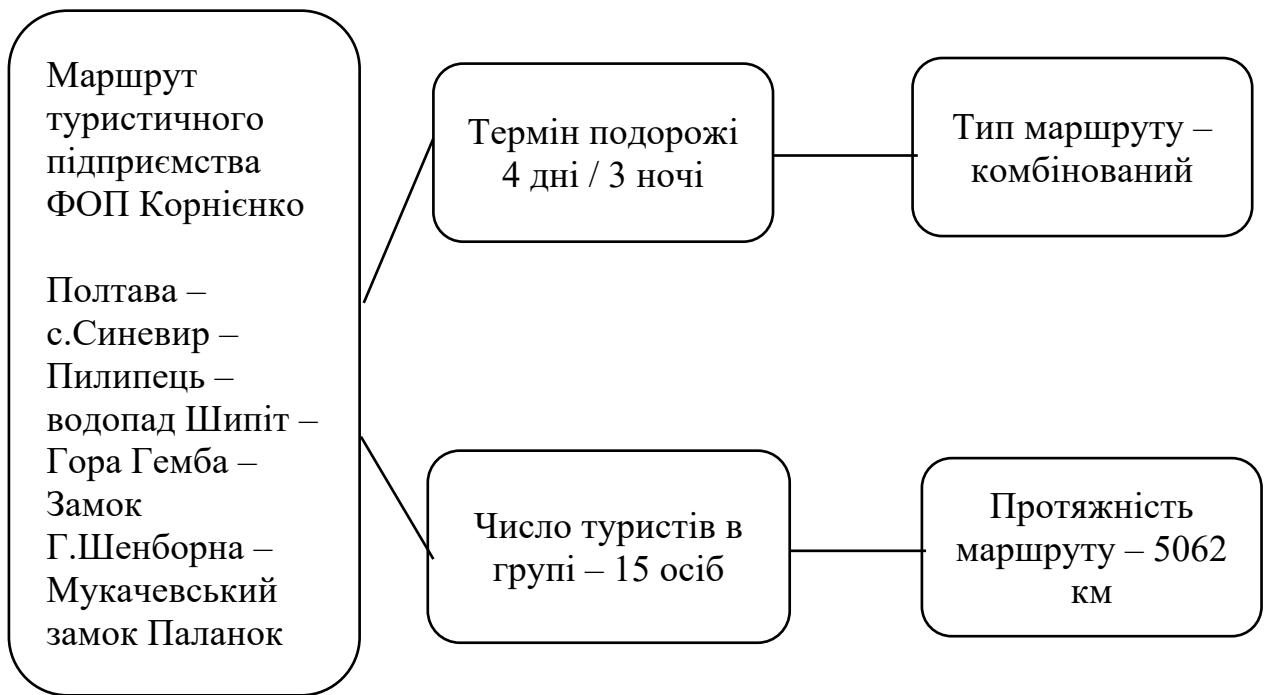 Маршрут
туристичного
підприємства
ФОП Корнієнко
Полтава –
с.Синевир –
Пилипець –
водопад Шипіт –
Гора Гемба –
Замок
Г.Шенборна –
Мукачевський
замок Паланок
Термін подорожі
4 дні / 3 ночі
Тип маршруту –
комбінований
Число туристів в
групі – 15 осіб
Протяжність
маршруту – 5062
км